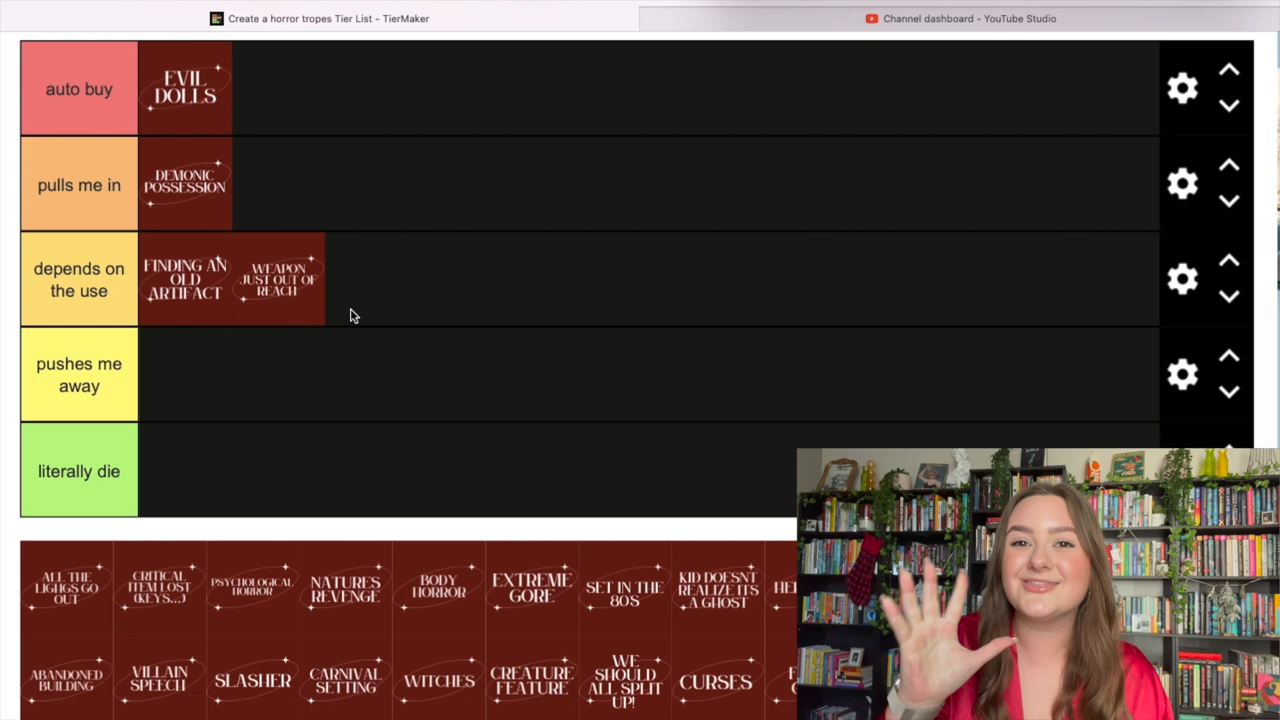 Create a horror tropes Tier List - TierMaker
Channel dashboard - YouTube Studio
auto buy
EVIL
DOLLS
pulls me in
DEMONIC
POSSESSION
depends on
the use
FINDING AN
OLD
ARTIFACT
WEAPON
JUST OUT OF
REACH
pushes me
away
literally die
ALL THE
LIGHGS GO
OUT
CRITICAL
ITEM LOST
(KEYS...)
PSYCHOLOGICAL
HORROR
NATURES
REVENGE
BODY
HORROR
EXTREME
GORE
SET IN THE
80'S
KID DOESNT
REALIZE ITS
A GHOST
ABANDONED
BUILDING
VILLAIN
SPEECH
SLASHER
CARNIVAL
SETTING
WITCHES
CREATURE
FEATURE
WE
SHOULD
ALL SPLIT
UP!
CURSES